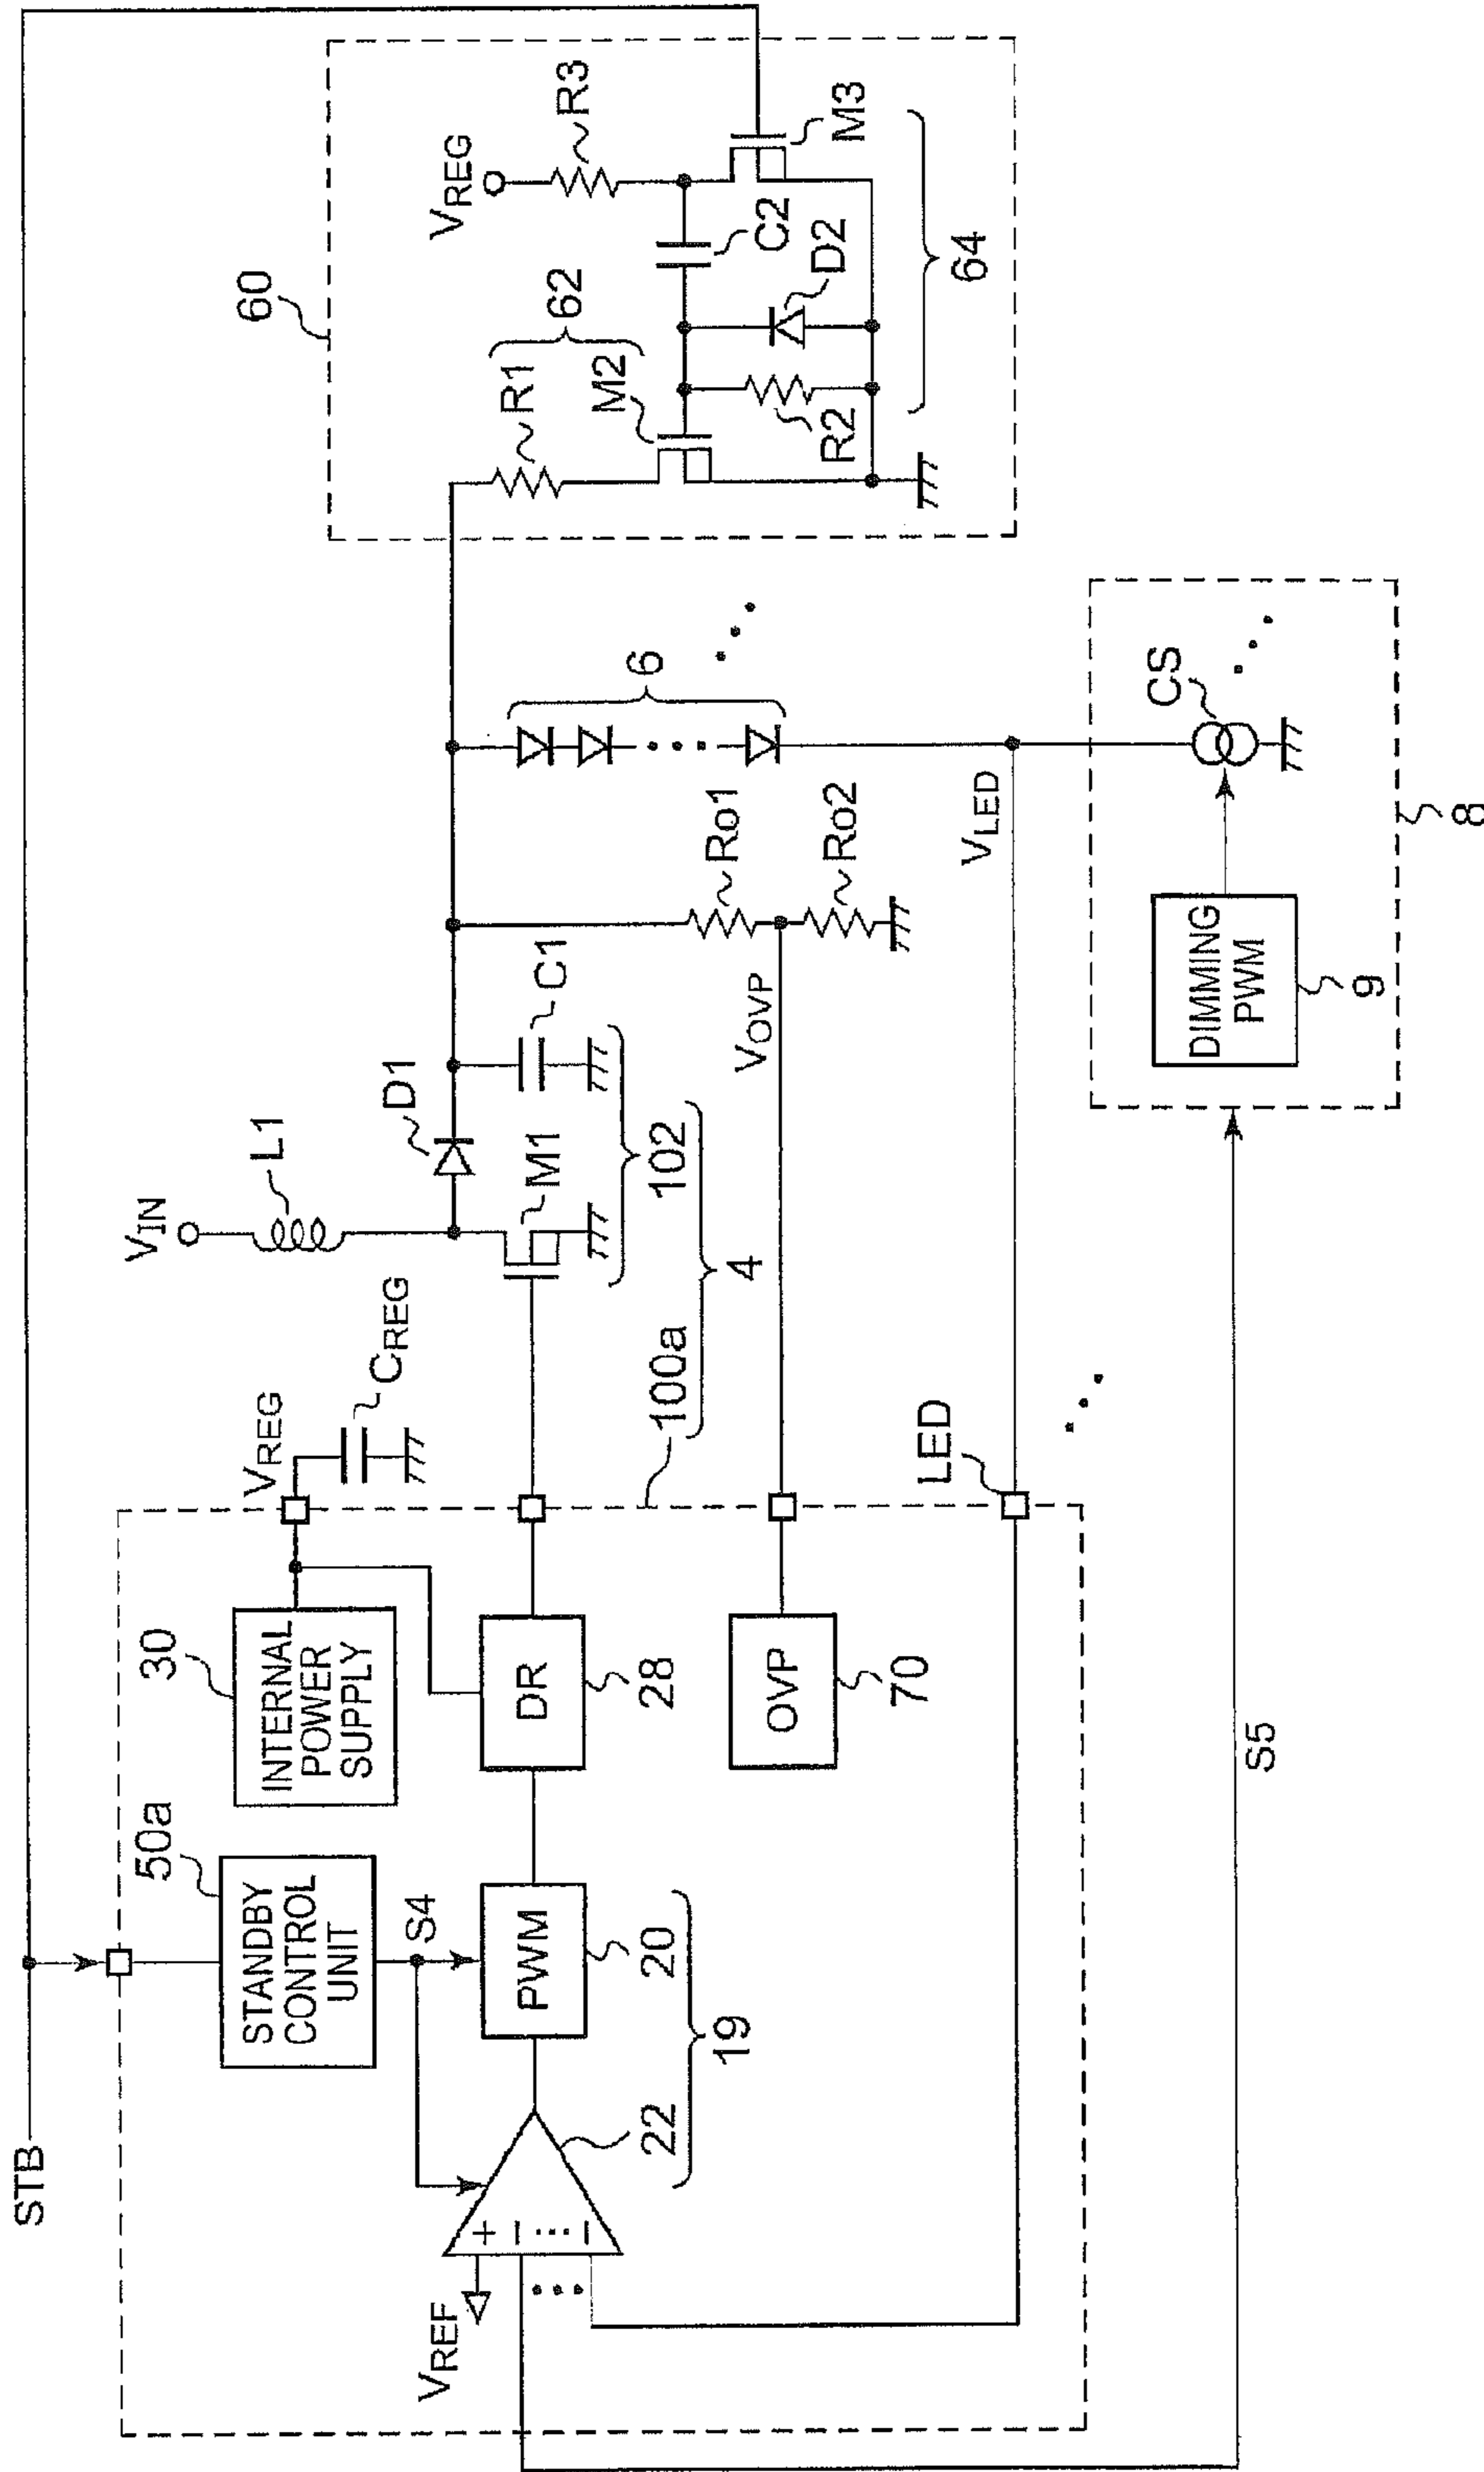 STB
50a
STANDBY
CONTROL
UNIT
30
INTERNAL
POWER
SUPPLY
VREG
CREG
VIN
L1
D1
60
VREG
R3
R1
62
M2
C2
D2
R2
M3
64
S4
VREF
+
−
−
22
PWM
20
19
DR
28
100a
4
M1
102
C1
OVP
70
VOVP
Ro1
Ro2
6
LED
VLED
DIMMING
PWM
9
CS
8
S5